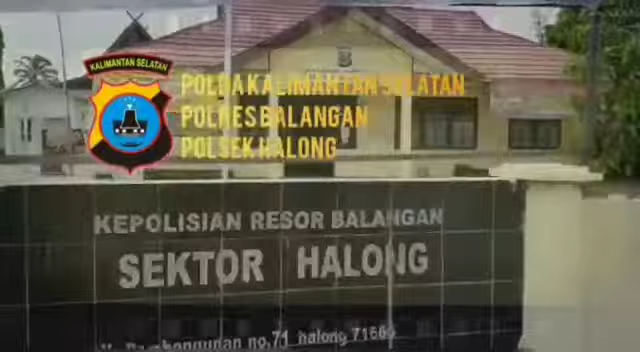 KALIMANTAN SELATAN
POLDA KALIMANTAN SELATAN
POLRES BALANGAN
POLSEK HALONG
KEPOLISIAN RESOR BALANGAN
SEKTOR HALONG
no,71 halong 71666